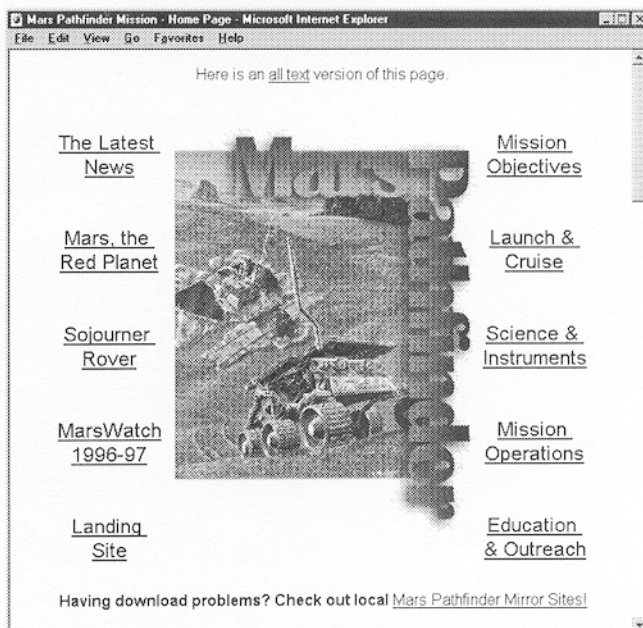 Mars Pathfinder Mission - Home Page - Microsoft Internet Explorer
File Edit View Go Favorites Help
Here is an all text version of this page.
The Latest
News
Mars, the
Red Planet
Sojourner
Rover
MarsWatch
1996-97
Landing
Site
Mars
Pathfinder
Mission
Objectives
Launch &
Cruise
Science &
Instruments
Mission
Operations
Education
& Outreach
Having download problems? Check out local Mars Pathfinder Mirror Sites!